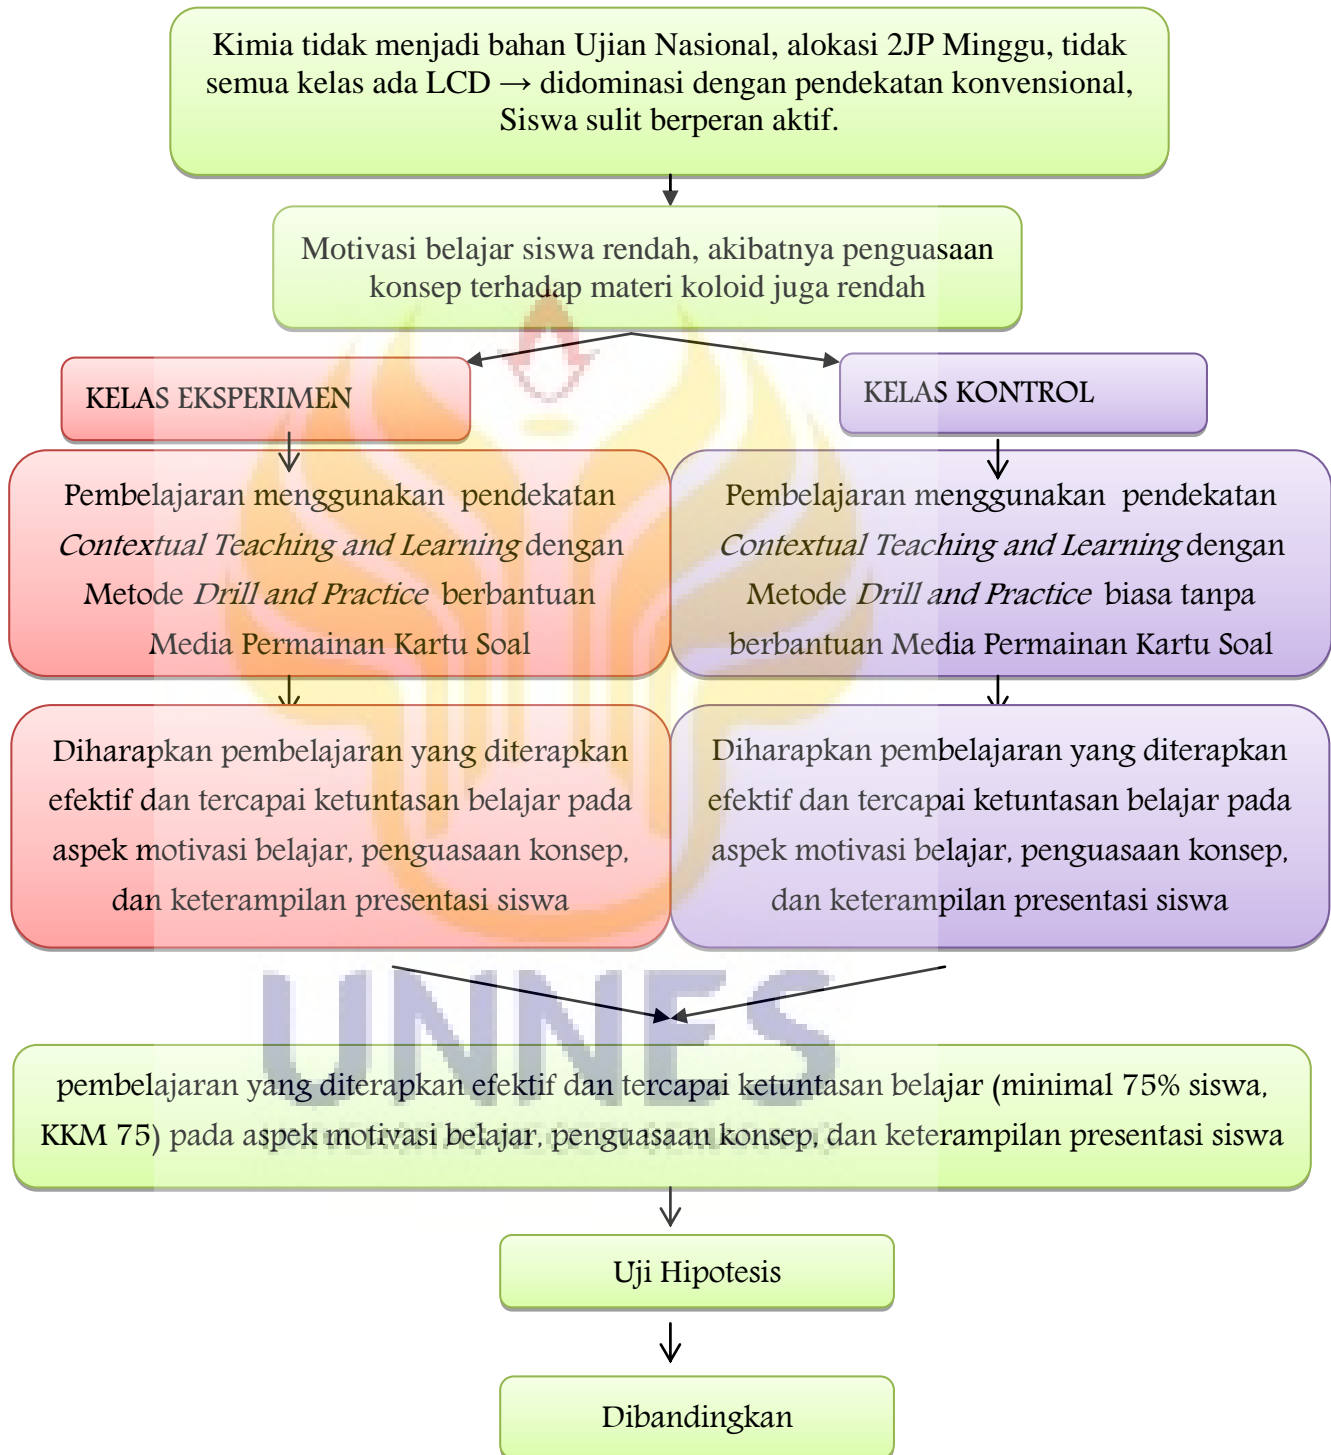 Kimia tidak menjadi bahan Ujian Nasional, alokasi 2JP Minggu, tidak
semua kelas ada LCD → didominasi dengan pendekatan konvensional,
Siswa sulit berperan aktif.
Motivasi belajar siswa rendah, akibatnya penguasaan
konsep terhadap materi koloid juga rendah
KELAS EKSPERIMEN
KELAS KONTROL
Pembelajaran menggunakan pendekatan
Contextual Teaching and Learning dengan
Metode Drill and Practice berbantuan
Media Permainan Kartu Soal
Pembelajaran menggunakan pendekatan
Contextual Teaching and Learning dengan
Metode Drill and Practice biasa tanpa
berbantuan Media Permainan Kartu Soal
Diharapkan pembelajaran yang diterapkan
efektif dan tercapai ketuntasan belajar pada
aspek motivasi belajar, penguasaan konsep,
dan keterampilan presentasi siswa
Diharapkan pembelajaran yang diterapkan
efektif dan tercapai ketuntasan belajar pada
aspek motivasi belajar, penguasaan konsep,
dan keterampilan presentasi siswa
UNNES
pembelajaran yang diterapkan efektif dan tercapai ketuntasan belajar (minimal 75% siswa,
KKM 75) pada aspek motivasi belajar, penguasaan konsep, dan keterampilan presentasi siswa
Uji Hipotesis
Dibandingkan